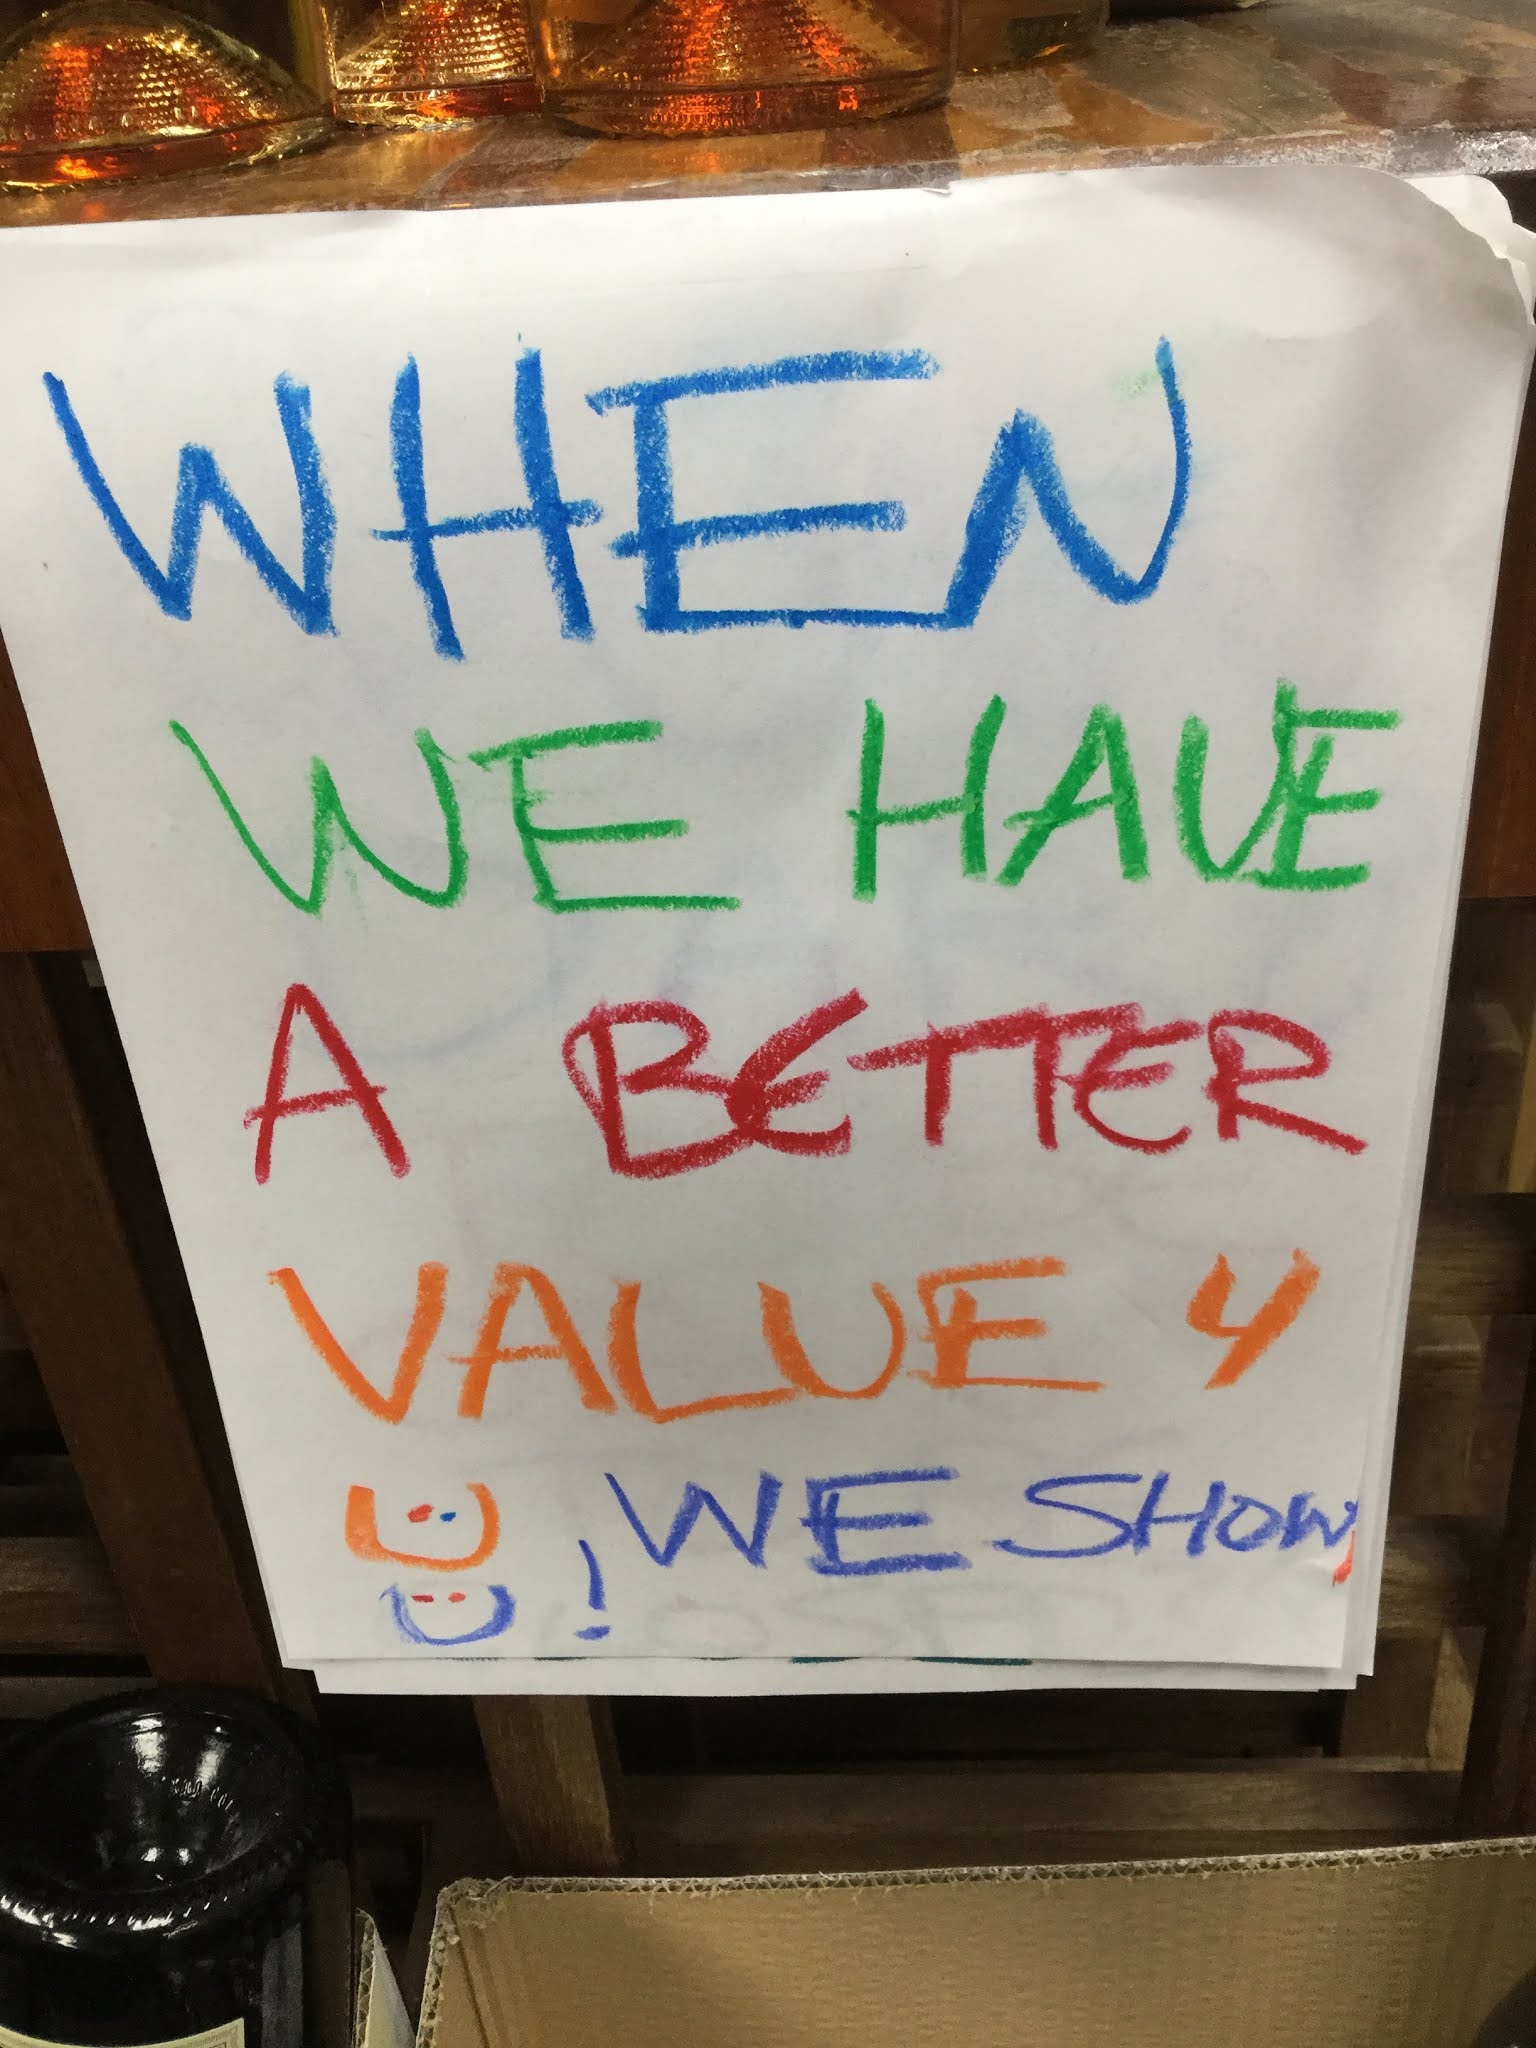 WHEN
WE HAVE
A BETTER
VALUE 4
U, WE SHOW
U!